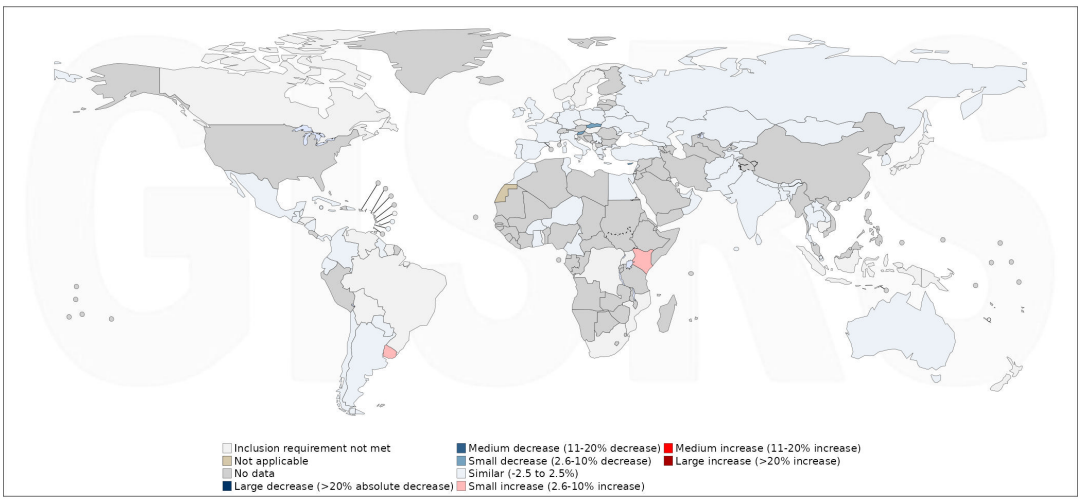 GISRS
Inclusion requirement not met
Not applicable
No data
Large decrease (>20% absolute decrease)
Medium decrease (11-20% decrease)
Small decrease (2.6-10% decrease)
Similar (-2.5 to 2.5%)
Small increase (2.6-10% increase)
Medium increase (11-20% increase)
Large increase (>20% increase)